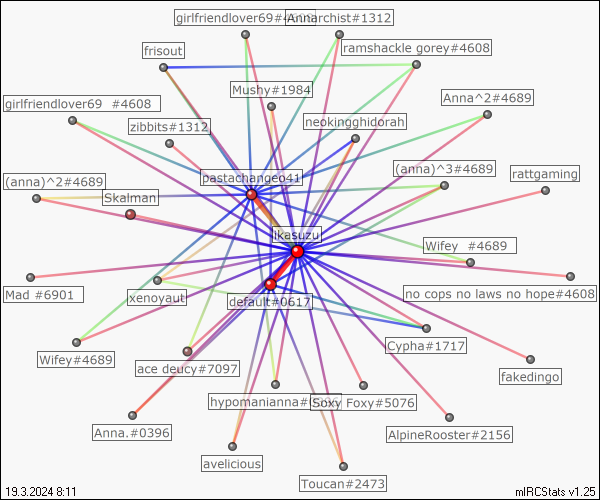 girlfriendlover69#4608
Annarchist#1312
frisout
ramshackle gorey#4608
Mushy#1984
Anna^2#4689
girlfriendlover69 #4608
zibbits#1312
neokingghidorah
(anna)^2#4689
pastachangeo41
(anna)^3#4689
rattgaming
Skalman
ikasuzu
Wifey #4689
Mad #6901
xenoyaut
default#0617
no cops no laws no hope#4608
Wifey#4689
ace deucy#7097
Cypha#1717
fakedingo
hypomanianna#
Soxy Foxy#5076
Anna.#0396
AlpineRooster#2156
avelicious
Toucan#2473
19.3.2024 8:11
mIRCStats v1.25